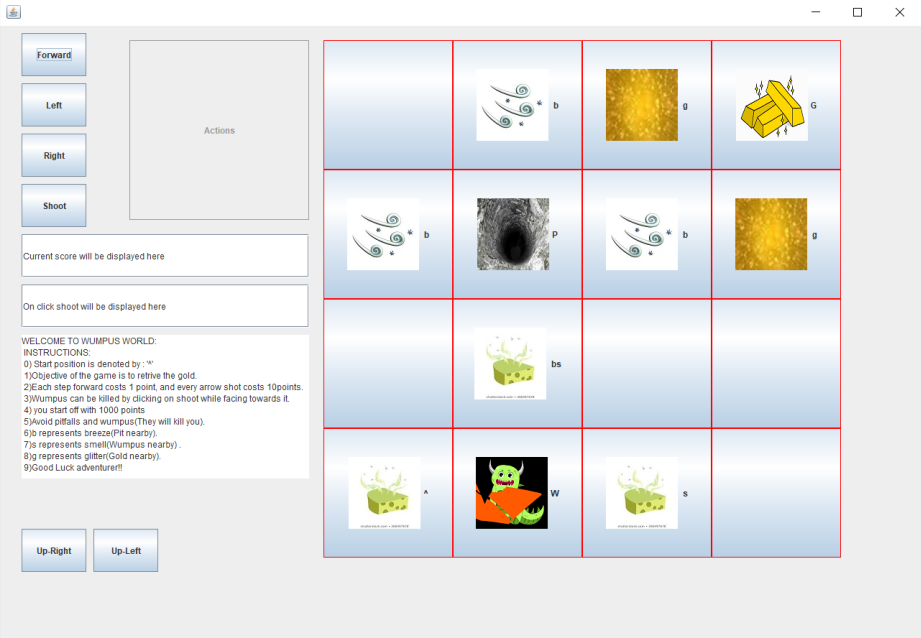 Forward
Left
Right
Shoot
Actions
Current score will be displayed here
On click shoot will be displayed here
WELCOME TO WUMPUS WORLD:
INSTRUCTIONS:
0) Start position is denoted by : '^'
1)Objective of the game is to retrive the gold.
2)Each step forward costs 1 point, and every arrow shot costs 10points.
3)Wumpus can be killed by clicking on shoot while facing towards it.
4) you start off with 1000 points
5)Avoid pitfalls and wumpus(They will kill you).
6)b represents breeze(Pit nearby).
7)s represents smell(Wumpus nearby) .
8)g represents glitter(Gold nearby).
9)Good Luck adventurer!!
Up-Right
Up-Left
b
g
G
b
P
b
g
bs
^
W
s